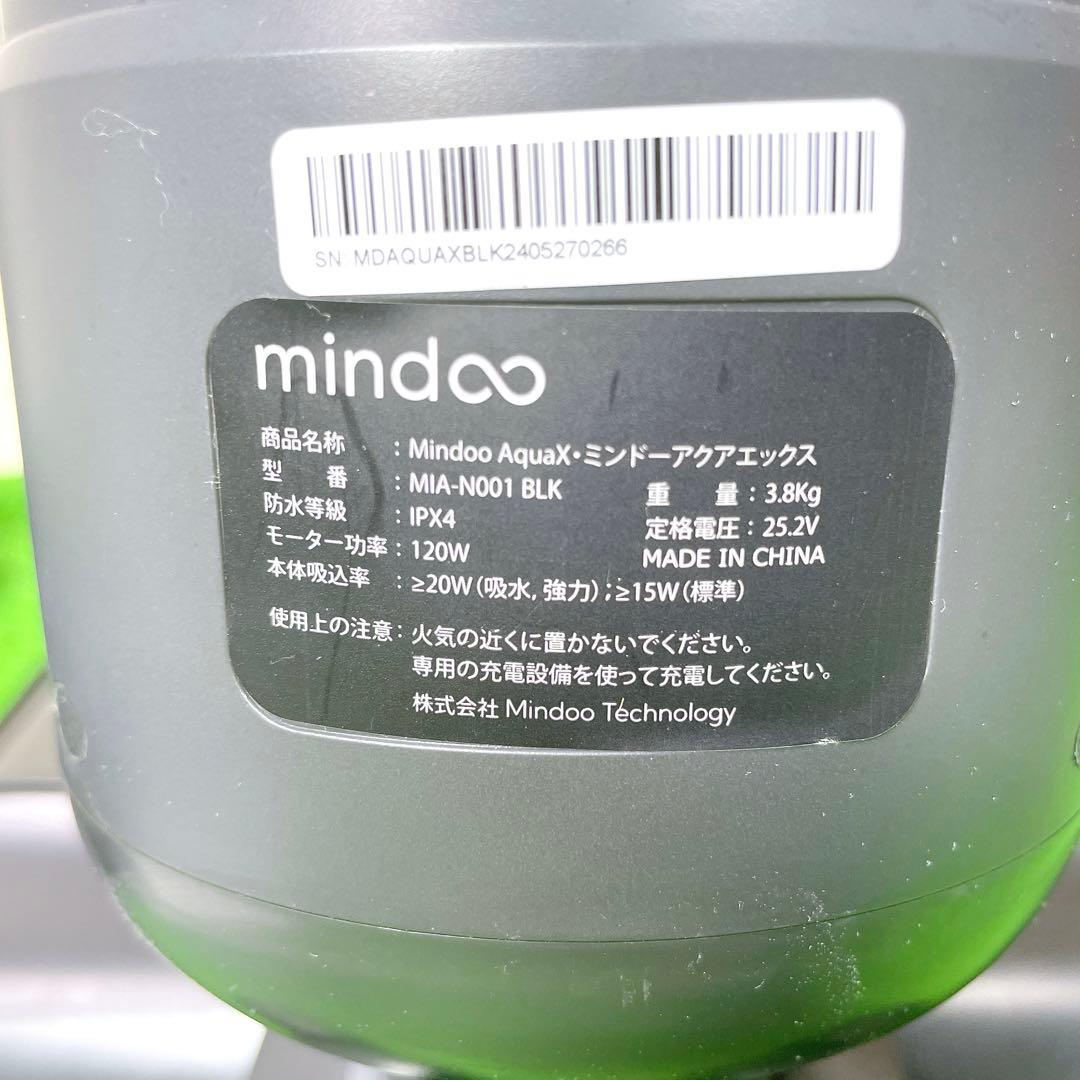 SN: MDAQUAXBLK2405270266
mindoo
商品名称 : Mindoo AquaX・ミンドーアクアエックス
型 番 : MIA-N001 BLK 重 量 : 3.8Kg
防水等級 : IPX4 定格電圧 : 25.2V
モーター功率 : 120W MADE IN CHINA
本体吸込率 : ≥20W(吸水, 強力);≥15W(標準)
使用上の注意 : 火気の近くに置かないでください。
専用の充電設備を使って充電してください。
株式会社 Mindoo Technology